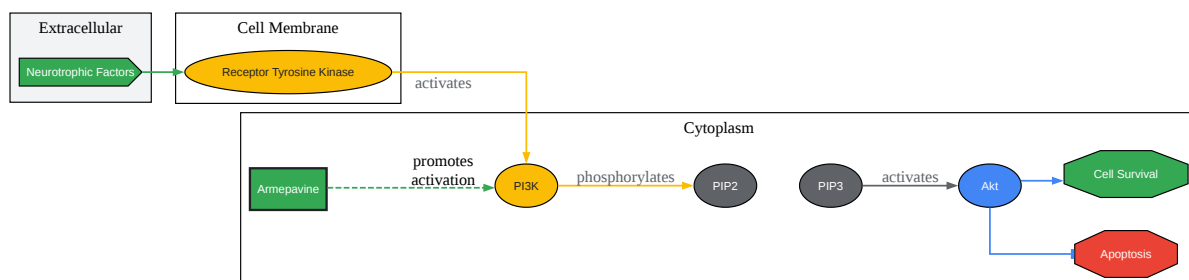 Extracellular
Cell Membrane
Neurotrophic Factors
Receptor Tyrosine Kinase
activates
Cytoplasm
promotes
activation
Armepavine
PI3K
phosphorylates
PIP2
PIP3
activates
Akt
Cell Survival
Apoptosis